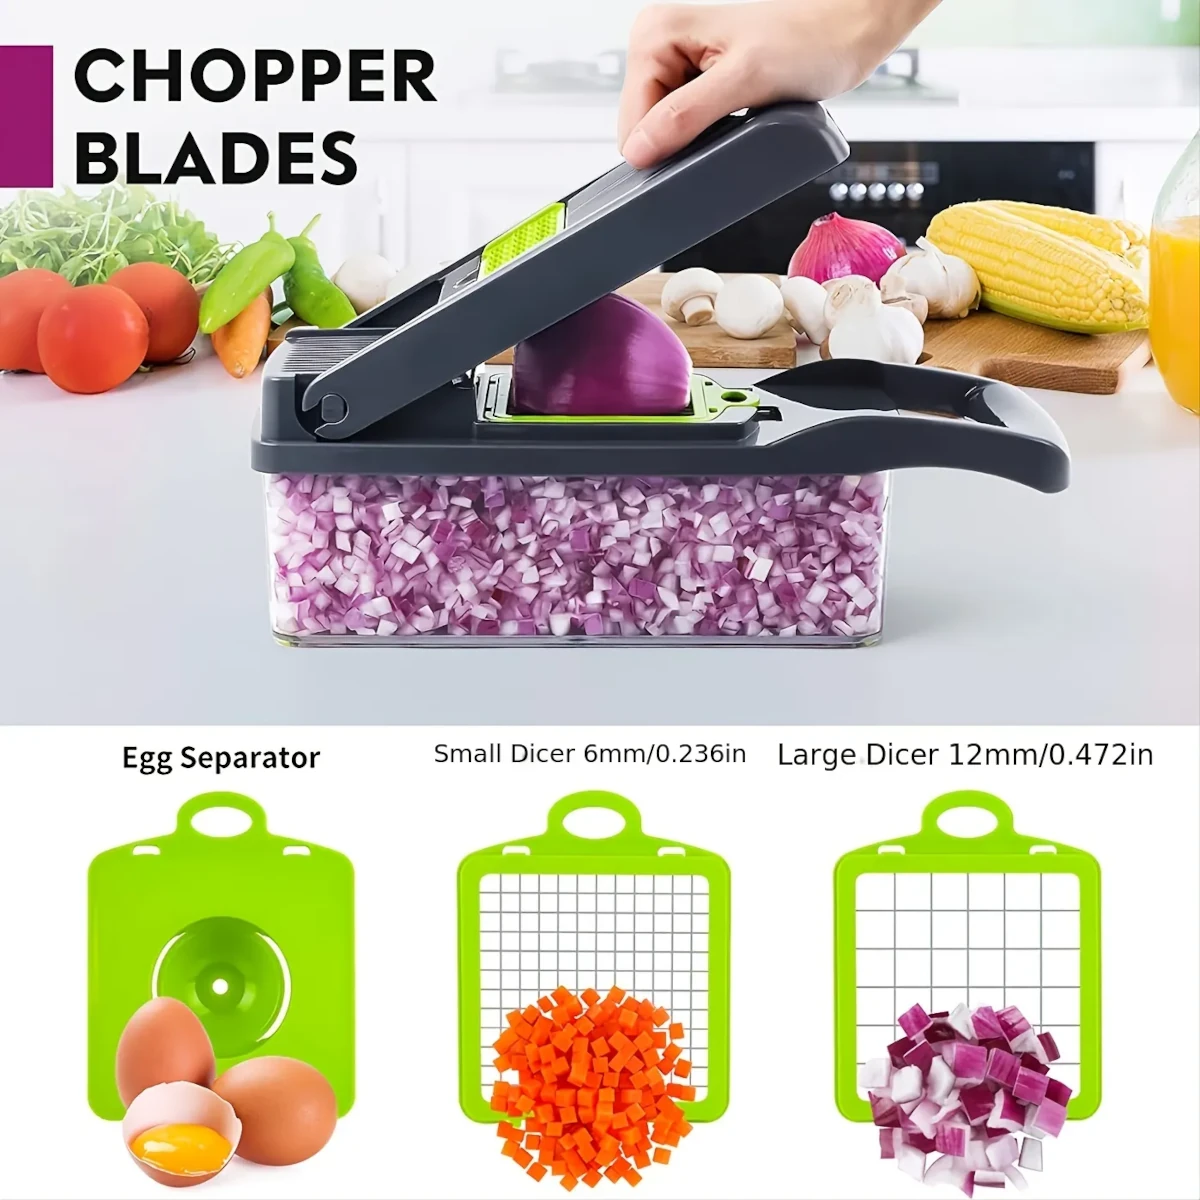 CHOPPER
BLADES
Egg Separator
Small Dicer 6mm/0.236in
Large Dicer 12mm/0.472in